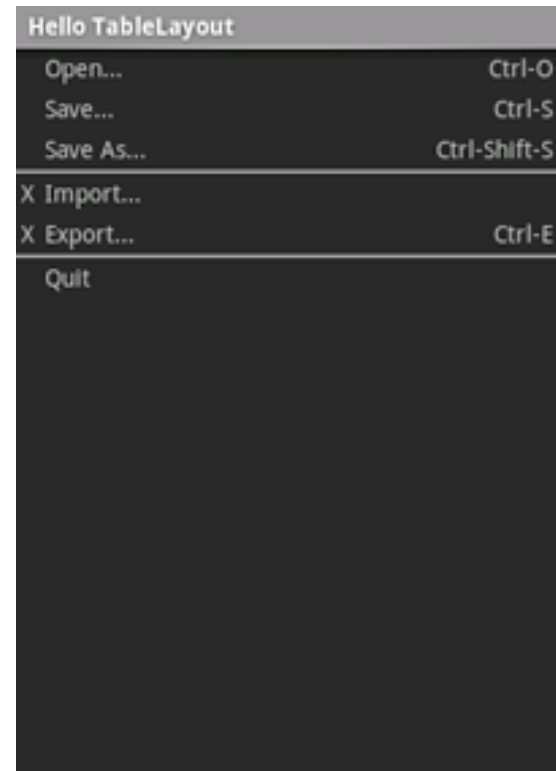 Hello TableLayout
Open... Ctrl-O
Save... Ctrl-S
Save As... Ctrl-Shift-S
X Import...
X Export... Ctrl-E
Quit